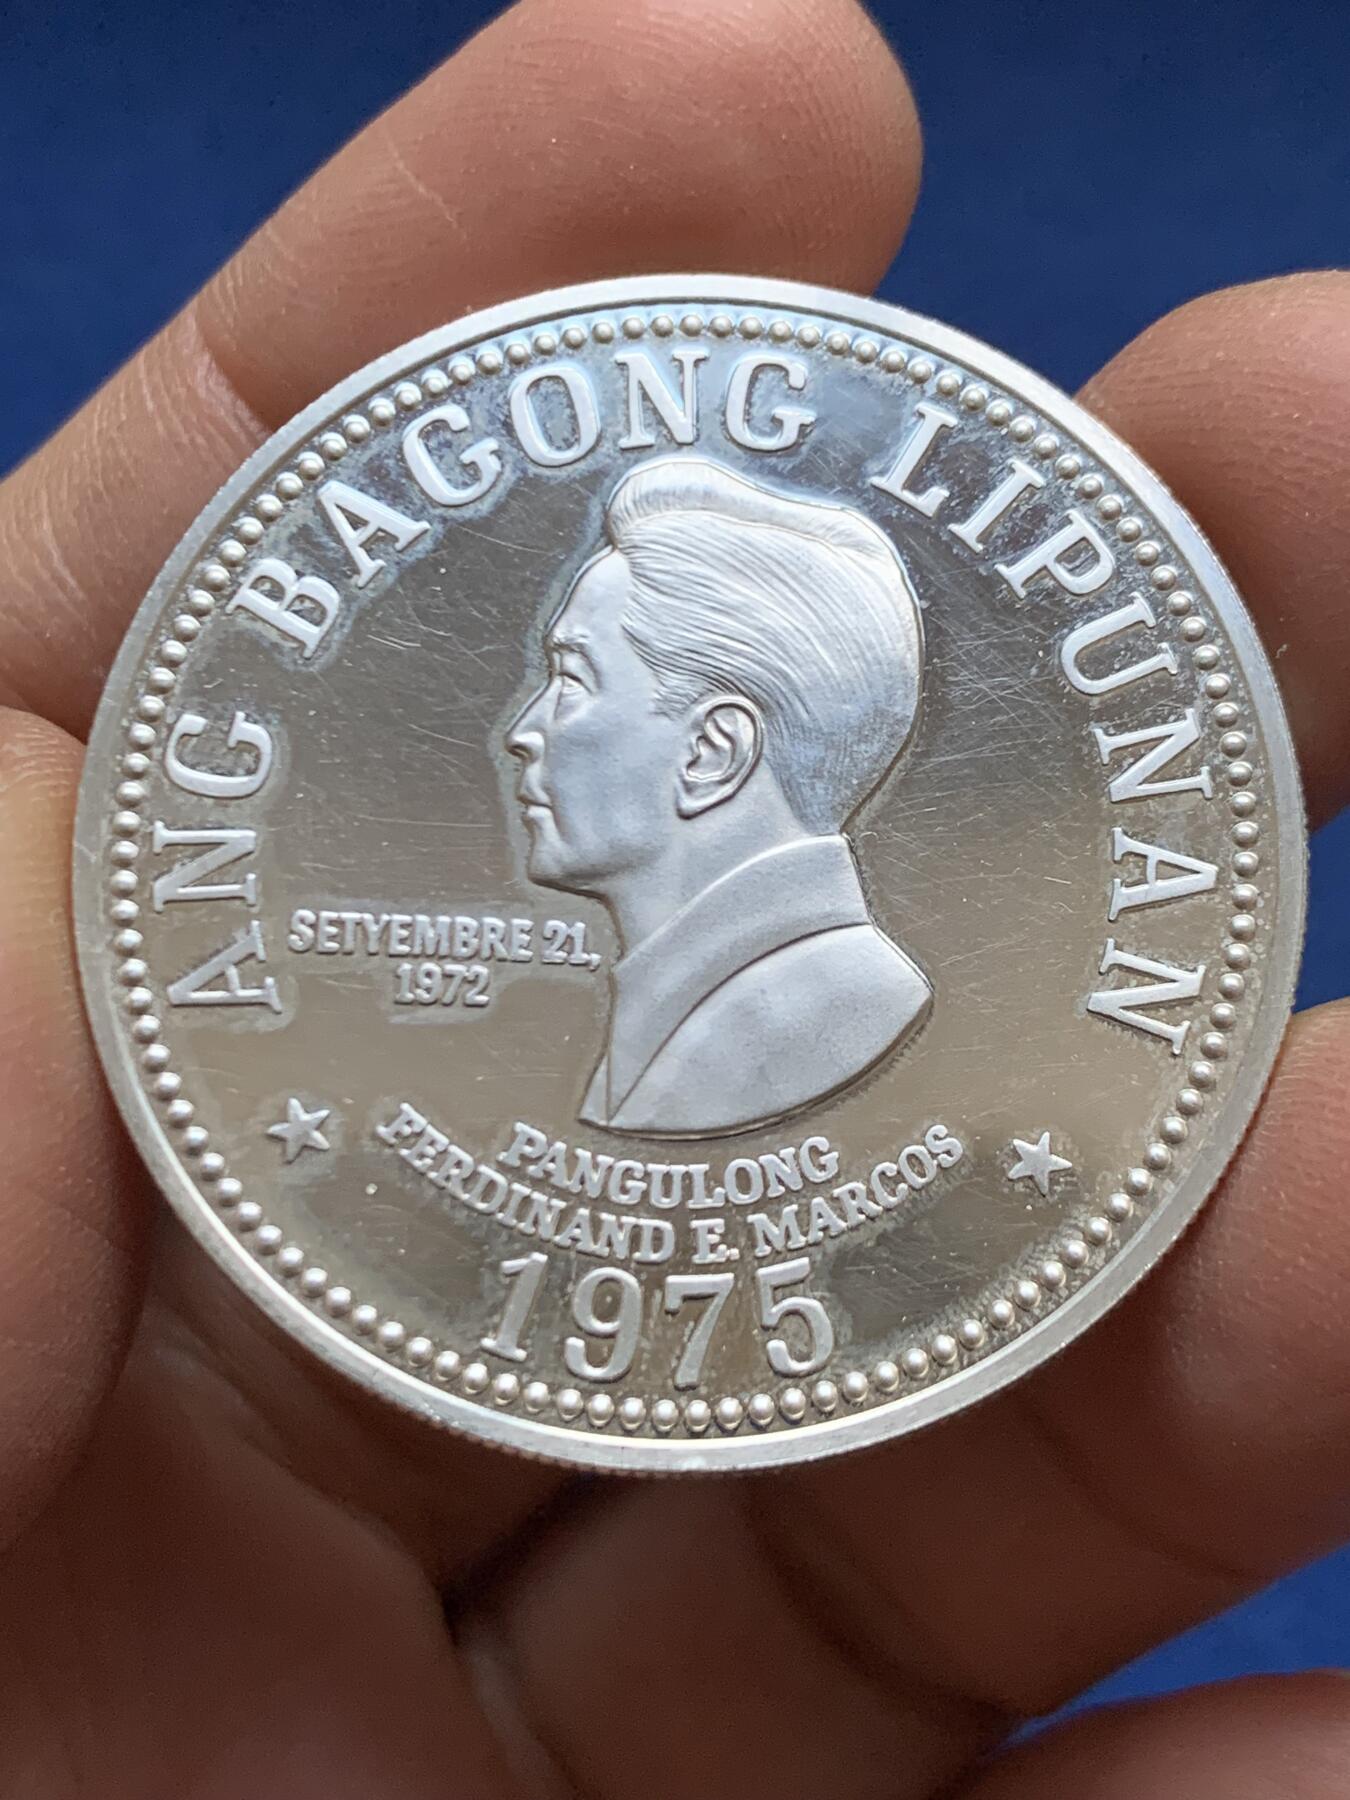 ANG BAGONG LIPUNAN
SETYEMBRE 21,
1972
PANGULONG
FERDINAND E. MARCOS
1975